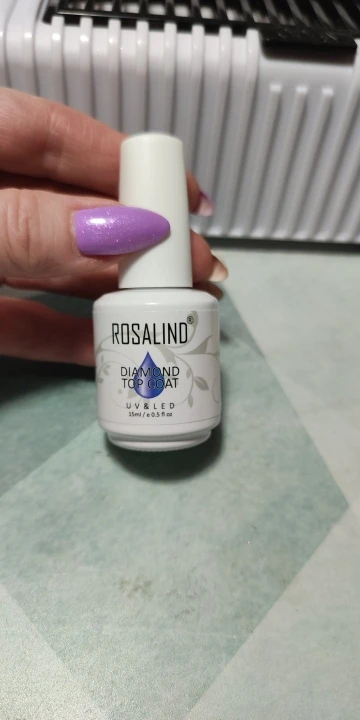 ROSALIND®
DIAMOND
TOP COAT
UV & LED
15ml / e 0.5 fl oz